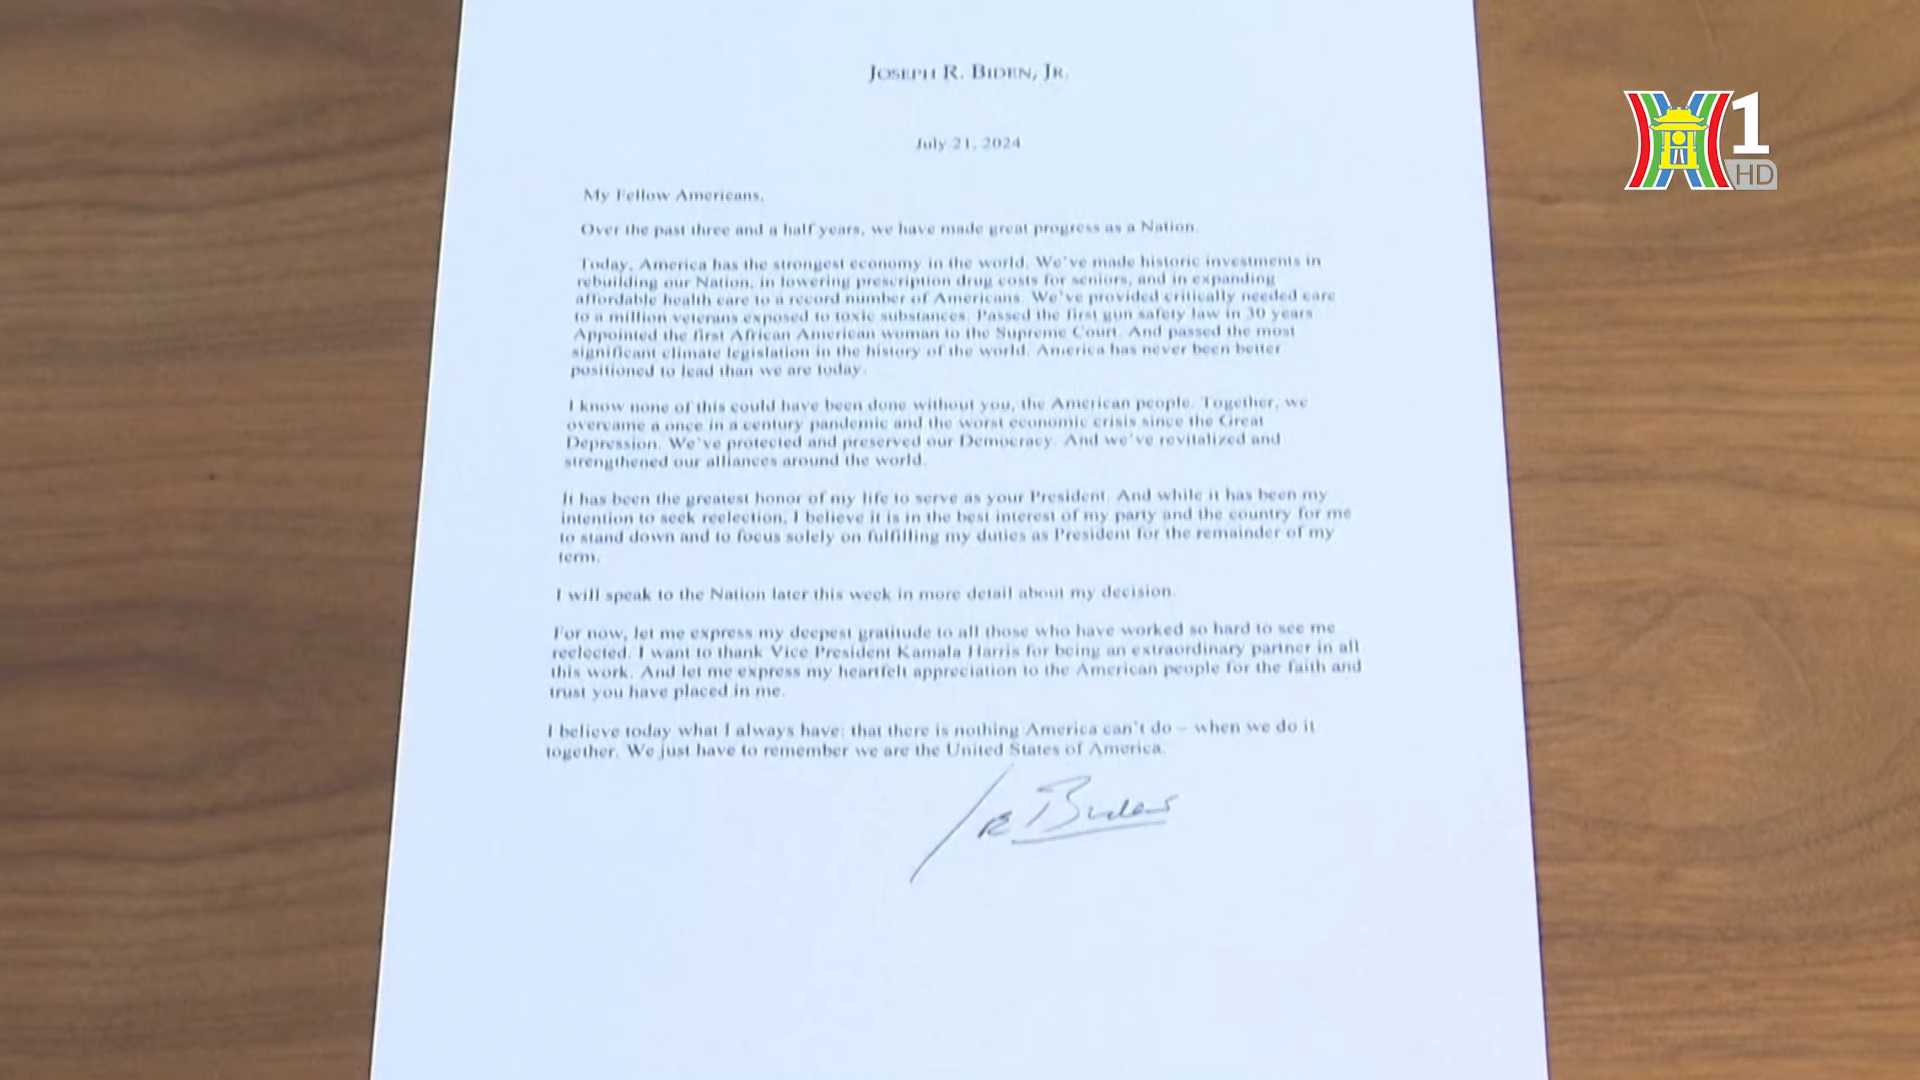 JOSEPH R. BIDEN, JR.
July 21, 2024
My Fellow Americans,
Over the past three and a half years, we have made great progress as a Nation.
Today, America has the strongest economy in the world. We've made historic investments in
rebuilding our Nation, in lowering prescription drug costs for seniors, and in expanding
affordable health care to a record number of Americans. We've provided critically needed care
to a million veterans exposed to toxic substances. Passed the first gun safety law in 30 years.
Appointed the first African American woman to the Supreme Court. And passed the most
significant climate legislation in the history of the world. America has never been better
positioned to lead than we are today.
I know none of this could have been done without you, the American people. Together, we
overcame a once in a century pandemic and the worst economic crisis since the Great
Depression. We've protected and preserved our Democracy. And we've revitalized and
strengthened our alliances around the world.
It has been the greatest honor of my life to serve as your President. And while it has been my
intention to seek reelection, I believe it is in the best interest of my party and the country for me
to stand down and to focus solely on fulfilling my duties as President for the remainder of my
term.
I will speak to the Nation later this week in more detail about my decision.
For now, let me express my deepest gratitude to all those who have worked so hard to see me
reelected. I want to thank Vice President Kamala Harris for being an extraordinary partner in all
this work. And let me express my heartfelt appreciation to the American people for the faith and
trust you have placed in me.
I believe today what I always have: that there is nothing America can't do – when we do it
together. We just have to remember we are the United States of America.
Joe Biden
H1
HD